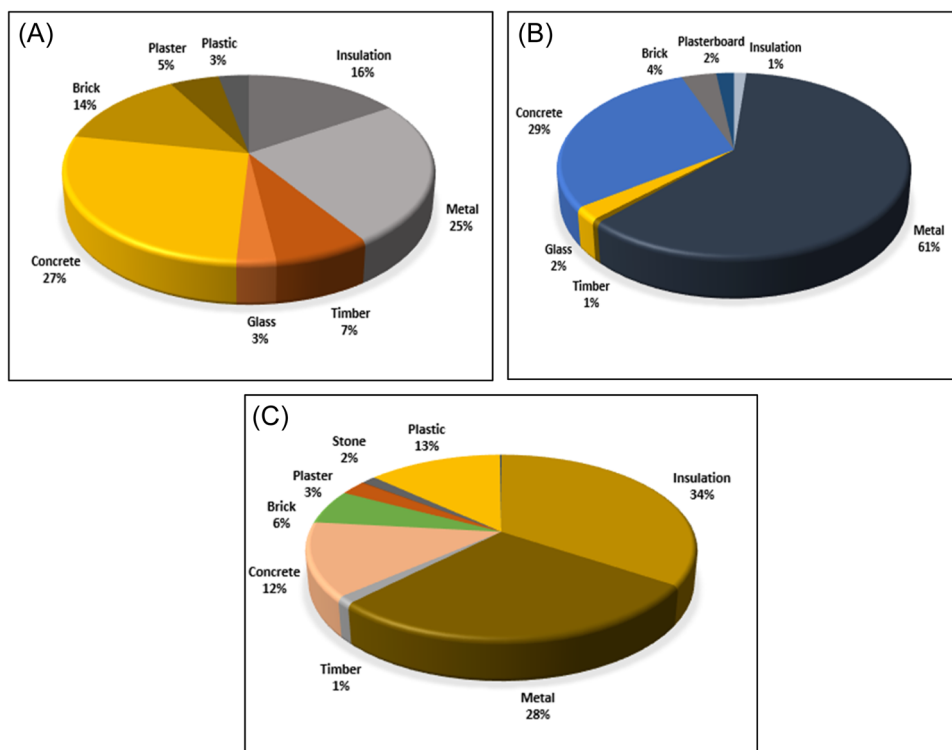 (A)
Plastic
3%
Plaster
5%
Insulation
16%
Brick
14%
Metal
25%
Concrete
27%
Timber
7%
Glass
3%
(B)
Plasterboard
2%
Insulation
1%
Brick
4%
Concrete
29%
Metal
61%
Glass
2%
Timber
1%
(C)
Plastic
13%
Stone
2%
Insulation
34%
Plaster
3%
Brick
6%
Concrete
12%
Timber
1%
Metal
28%